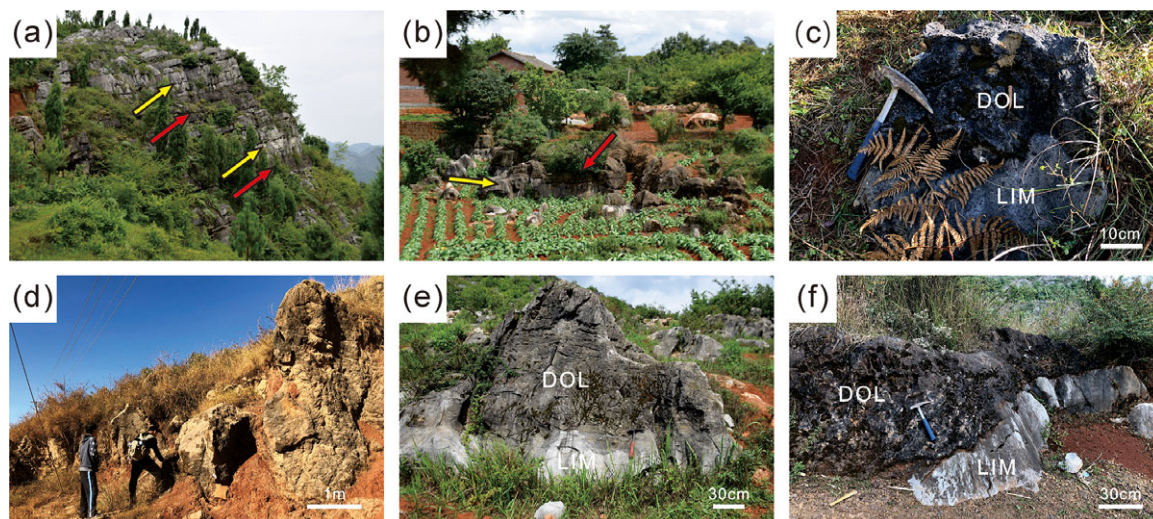 (a)
(b)
(c)
DOL
LIM
10cm
(d)
1m
(e)
DOL
LIM
30cm
(f)
DOL
LIM
30cm